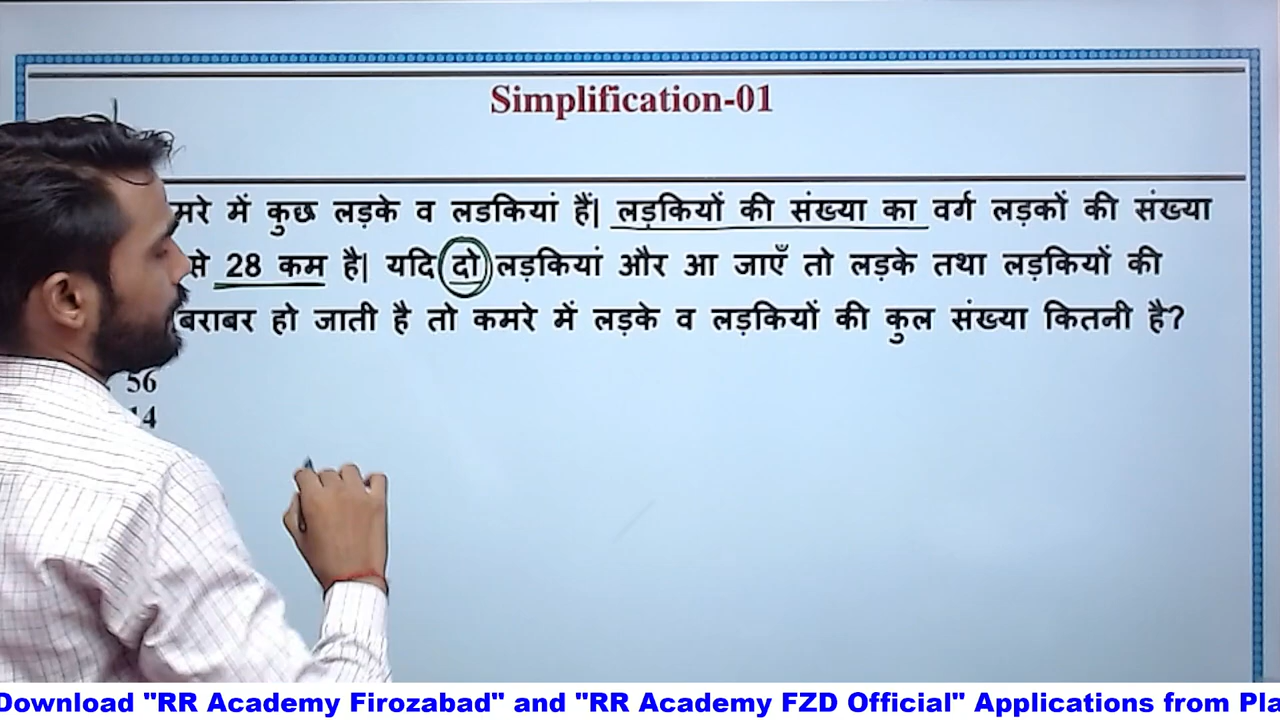 Simplification-01
मरे में कुछ लड़के व लडकियां हैं| लड़कियों की संख्या का वर्ग लड़कों की संख्या
से 28 कम है| यदि दो लड़कियां और आ जाएँ तो लड़के तथा लड़कियों की
बराबर हो जाती है तो कमरे में लड़के व लड़कियों की कुल संख्या कितनी है?
56
14
Download "RR Academy Firozabad" and "RR Academy FZD Official" Applications from Pla